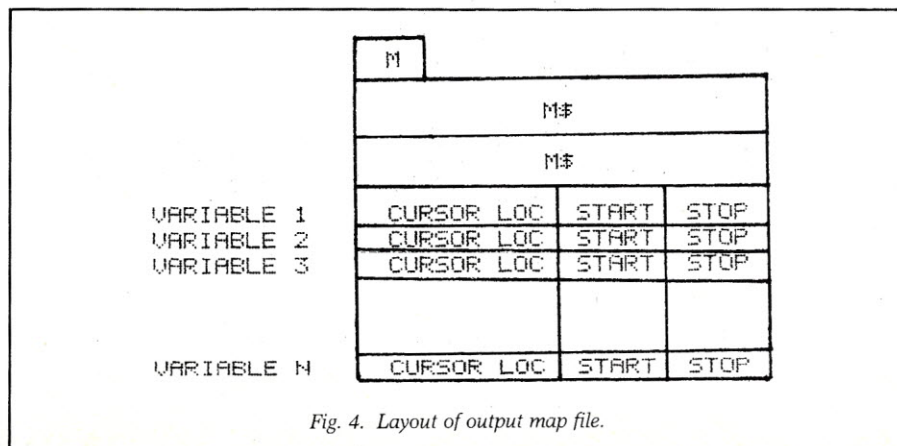 M
M$
M$
VARIABLE 1 CURSOR LOC START STOP
VARIABLE 2 CURSOR LOC START STOP
VARIABLE 3 CURSOR LOC START STOP
VARIABLE N CURSOR LOC START STOP
Fig. 4. Layout of output map file.